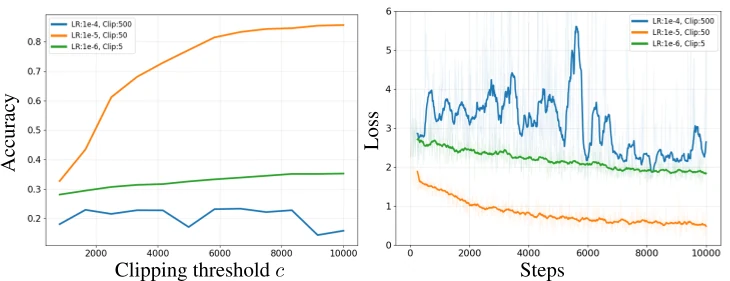 LR:1e-4, Clip:500
LR:1e-5, Clip:50
LR:1e-6, Clip:5
0.8
0.7
0.6
0.5
0.4
0.3
0.2
Accuracy
2000 4000 6000 8000 10000
Clipping threshold c
LR:1e-4, Clip:500
LR:1e-5, Clip:50
LR:1e-6, Clip:5
6
5
4
3
2
1
0
Loss
0 2000 4000 6000 8000 10000
Steps